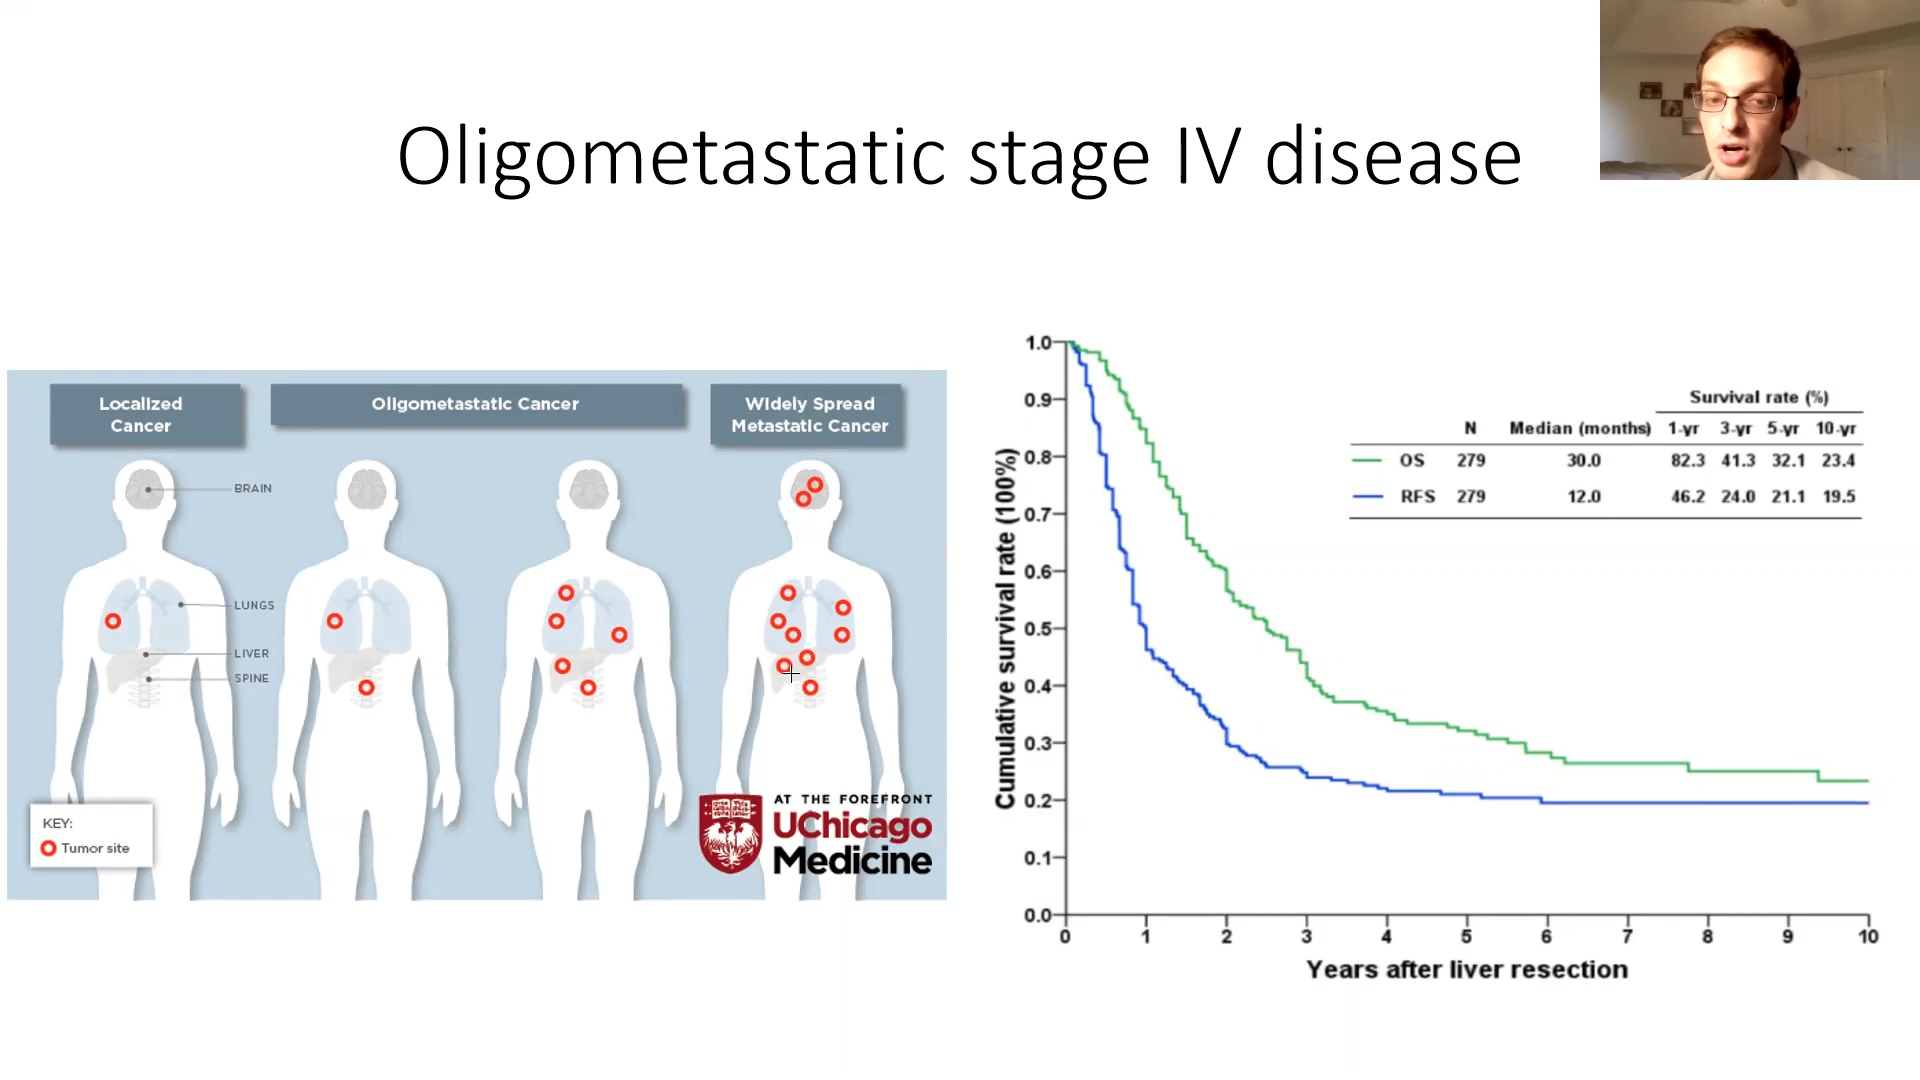 Oligometastatic stage IV disease
Localized
Cancer
Oligometastatic Cancer
Widely Spread
Metastatic Cancer
BRAIN
LUNGS
LIVER
SPINE
KEY:
Tumor site
AT THE FOREFRONT
UChicago
Medicine
Survival rate (%)
N Median (months) 1-yr 3-yr 5-yr 10-yr
OS 279 30.0 82.3 41.3 32.1 23.4
RFS 279 12.0 46.2 24.0 21.1 19.5
Cumulative survival rate (100%)
1.0
0.9
0.8
0.7
0.6
0.5
0.4
0.3
0.2
0.1
0.0
0 1 2 3 4 5 6 7 8 9 10
Years after liver resection